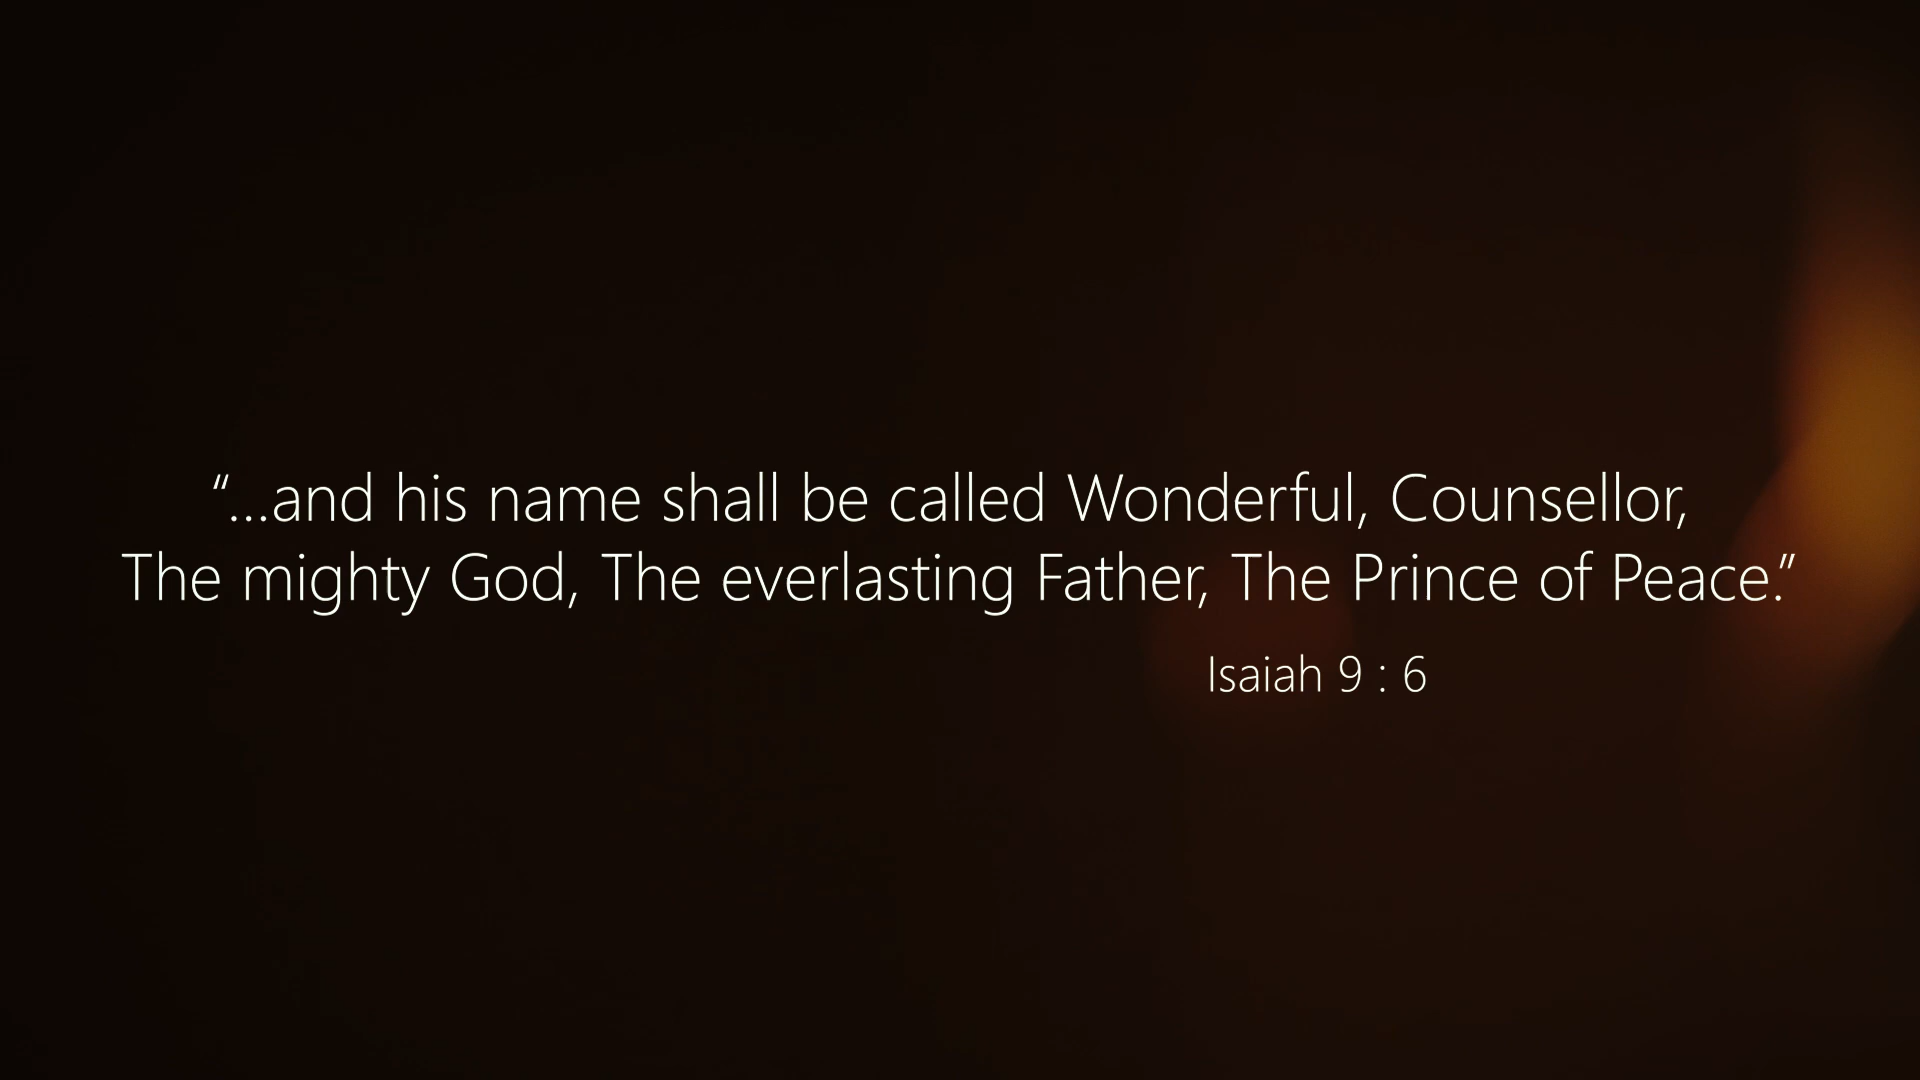 “...and his name shall be called Wonderful, Counsellor,
The mighty God, The everlasting Father, The Prince of Peace.”
Isaiah 9 : 6